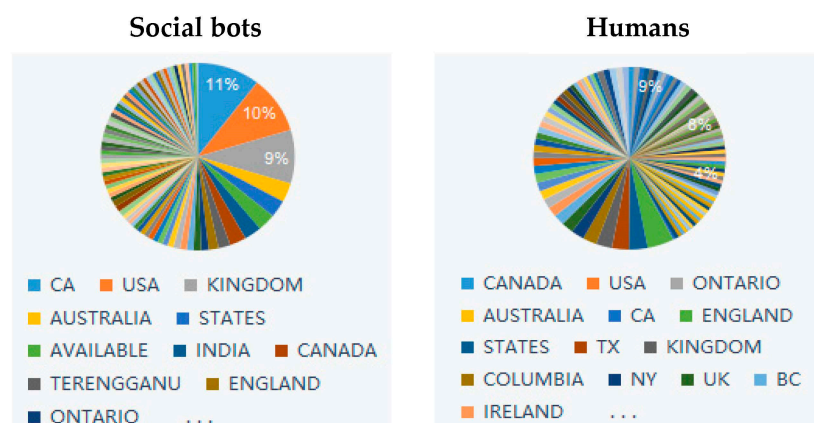 Social bots
11%
10%
9%
CA USA KINGDOM
AUSTRALIA STATES
AVAILABLE INDIA CANADA
TERENGGANU ENGLAND
ONTARIO ...
Humans
9%
8%
4%
CANADA USA ONTARIO
AUSTRALIA CA ENGLAND
STATES TX KINGDOM
COLUMBIA NY UK BC
IRELAND ...